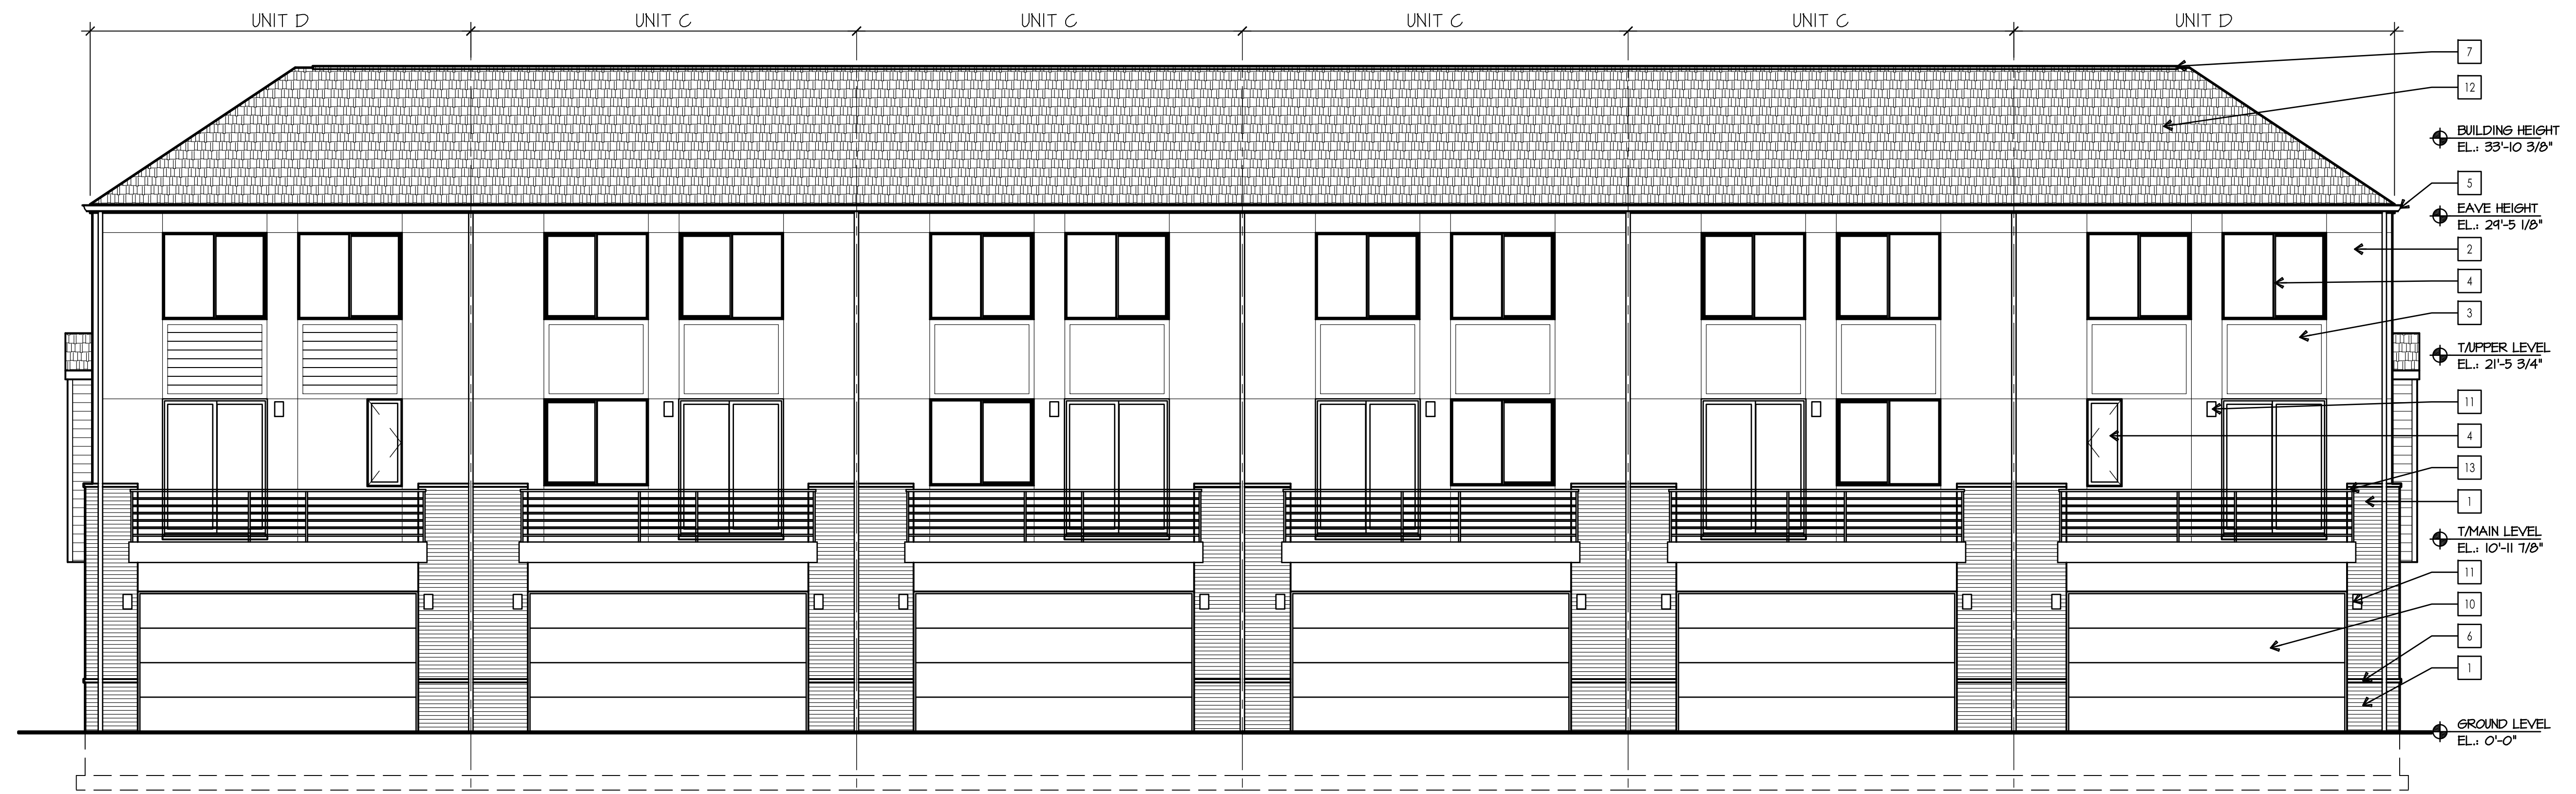 UNIT D
UNIT C
UNIT C
UNIT C
UNIT C
UNIT D
7
12
BUILDING HEIGHT
EL.: 33'-10 3/8"
5
EAVE HEIGHT
EL.: 29'-5 1/8"
2
4
3
T/UPPER LEVEL
EL.: 21'-5 3/4"
11
4
13
1
T/MAIN LEVEL
EL.: 10'-11 7/8"
11
10
6
1
GROUND LEVEL
EL.: 0'-0"